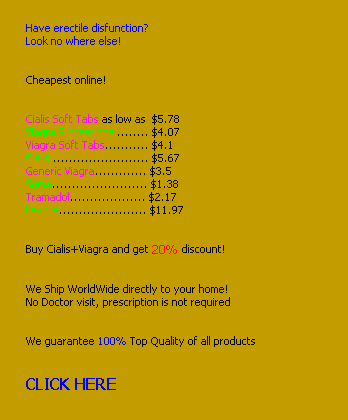 Have erectile disfunction?
Look no where else!
Cheapest online!
Cialis Soft Tabs as low as $5.78
Viagra ........ $4.07
Viagra Soft Tabs........... $4.1
........................ $5.67
Generic Viagra............. $3.5
Soma........................ $1.38
Tramadol................... $2.17
...................... $11.97
Buy Cialis+Viagra and get 20% discount!
We Ship WorldWide directly to your home!
No Doctor visit, prescription is not required
We guarantee 100% Top Quality of all products
CLICK HERE